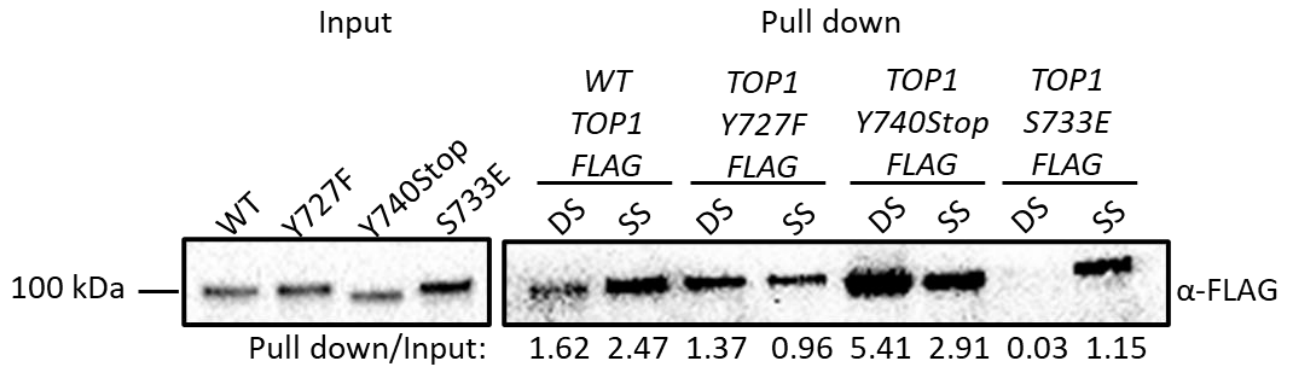 Input
Pull down
WT TOP1 FLAG
TOP1 Y727F FLAG
TOP1 Y740Stop FLAG
TOP1 S733E FLAG
WT Y727F Y740Stop S733E
DS SS DS SS DS SS DS SS
100 kDa
α-FLAG
Pull down/Input: 1.62 2.47 1.37 0.96 5.41 2.91 0.03 1.15